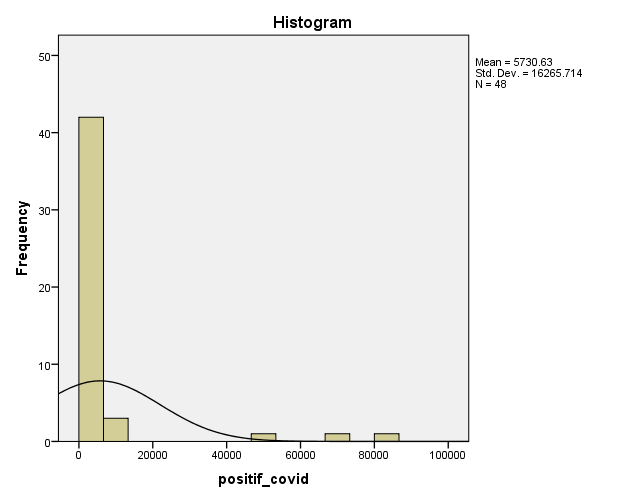 Histogram
Mean = 5730.63
Std. Dev. = 16265.714
N = 48
50
40
30
20
10
0
Frequency
0 20000 40000 60000 80000 100000
positif_covid